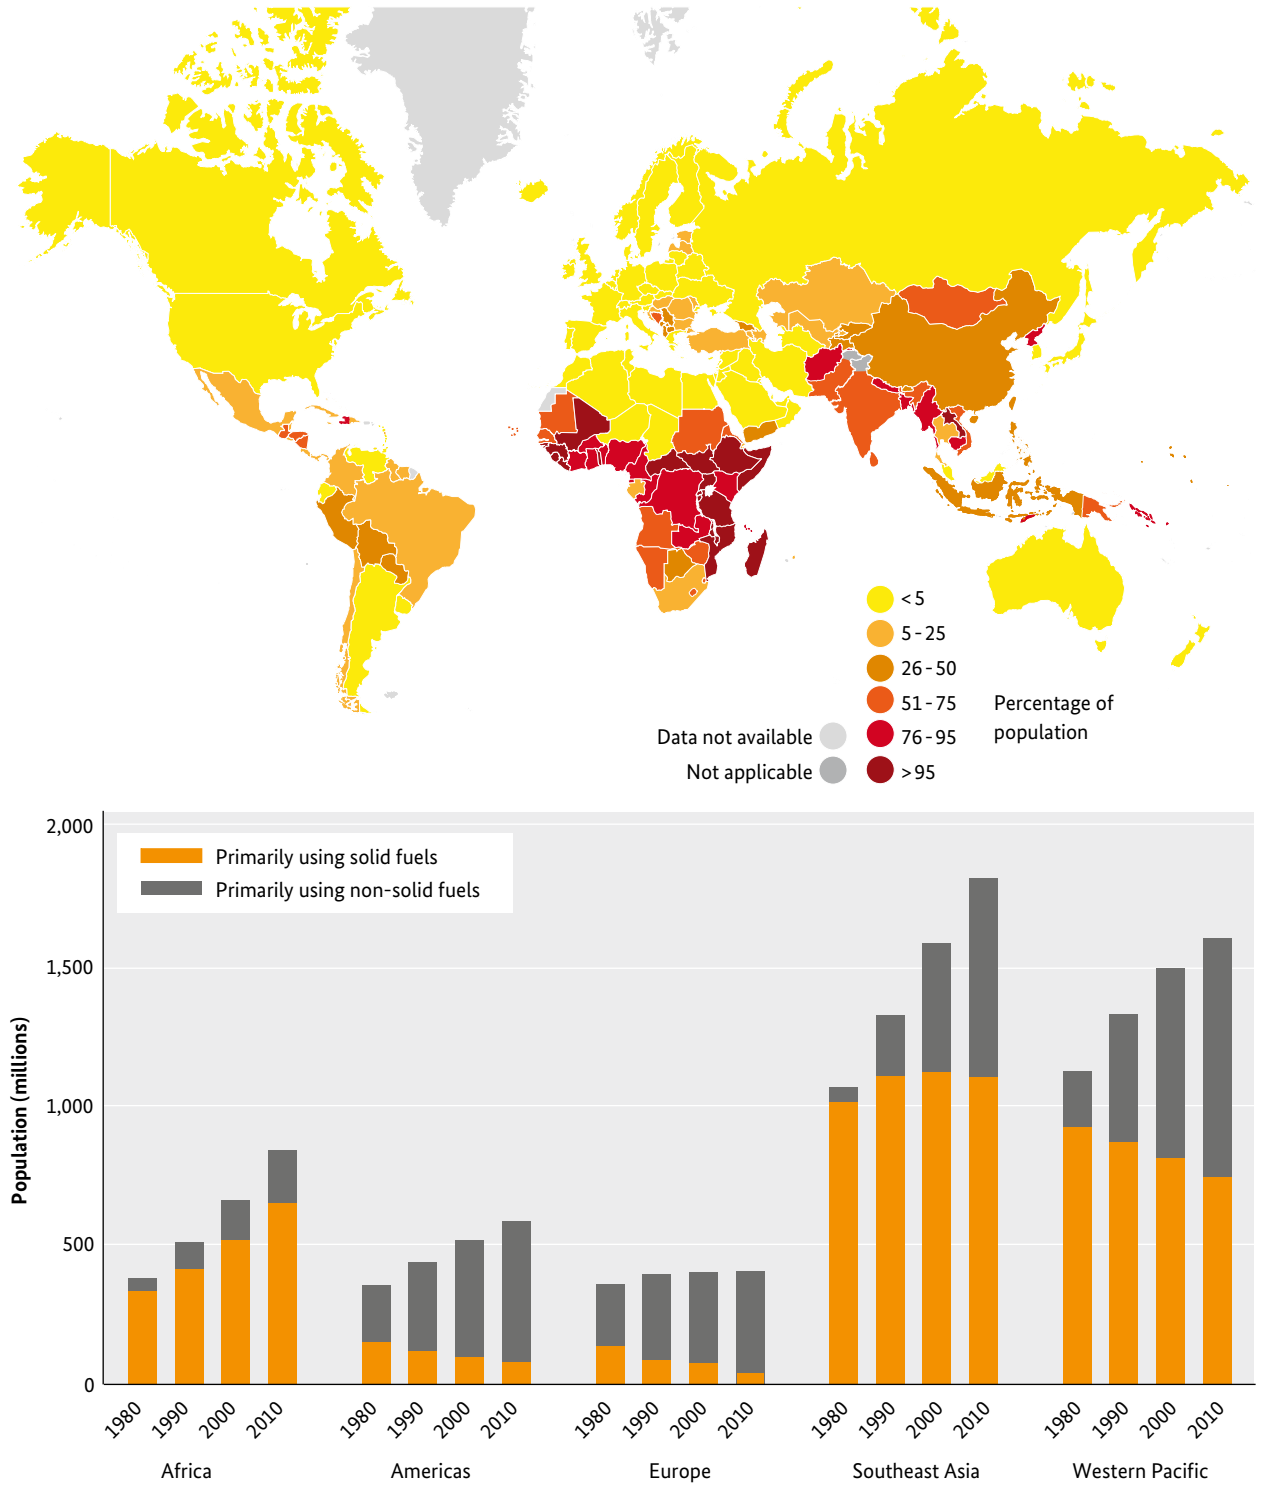 <5
5-25
26-50
51-75
76-95
>95
Percentage of
population
Data not available
Not applicable
2,000
1,500
1,000
500
0
Population (millions)
Primarily using solid fuels
Primarily using non-solid fuels
1980 1990 2000 2010
1980 1990 2000 2010
1980 1990 2000 2010
1980 1990 2000 2010
1980 1990 2000 2010
Africa
Americas
Europe
Southeast Asia
Western Pacific